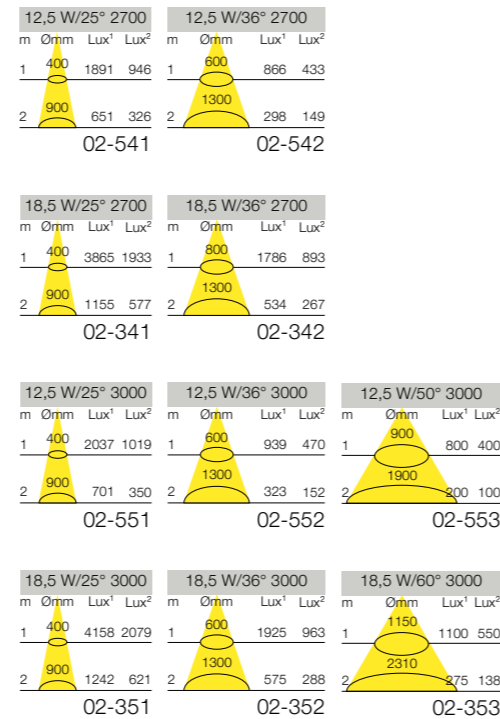 12,5 W/25° 2700
m Ømm Lux¹ Lux²
1 400 1891 946
2 900 651 326
02-541
12,5 W/36° 2700
m Ømm Lux¹ Lux²
1 600 866 433
2 1300 298 149
02-542
18,5 W/25° 2700
m Ømm Lux¹ Lux²
1 400 3865 1933
2 900 1155 577
02-341
18,5 W/36° 2700
m Ømm Lux¹ Lux²
1 800 1786 893
2 1300 534 267
02-342
12,5 W/25° 3000
m Ømm Lux¹ Lux²
1 400 2037 1019
2 900 701 350
02-551
12,5 W/36° 3000
m Ømm Lux¹ Lux²
1 600 939 470
2 1300 323 152
02-552
12,5 W/50° 3000
m Ømm Lux¹ Lux²
1 900 800 400
2 1900 200 100
02-553
18,5 W/25° 3000
m Ømm Lux¹ Lux²
1 400 4158 2079
2 900 1242 621
02-351
18,5 W/36° 3000
m Ømm Lux¹ Lux²
1 600 1925 963
2 1300 575 288
02-352
18,5 W/60° 3000
m Ømm Lux¹ Lux²
1 1150 1100 550
2 2310 275 138
02-353